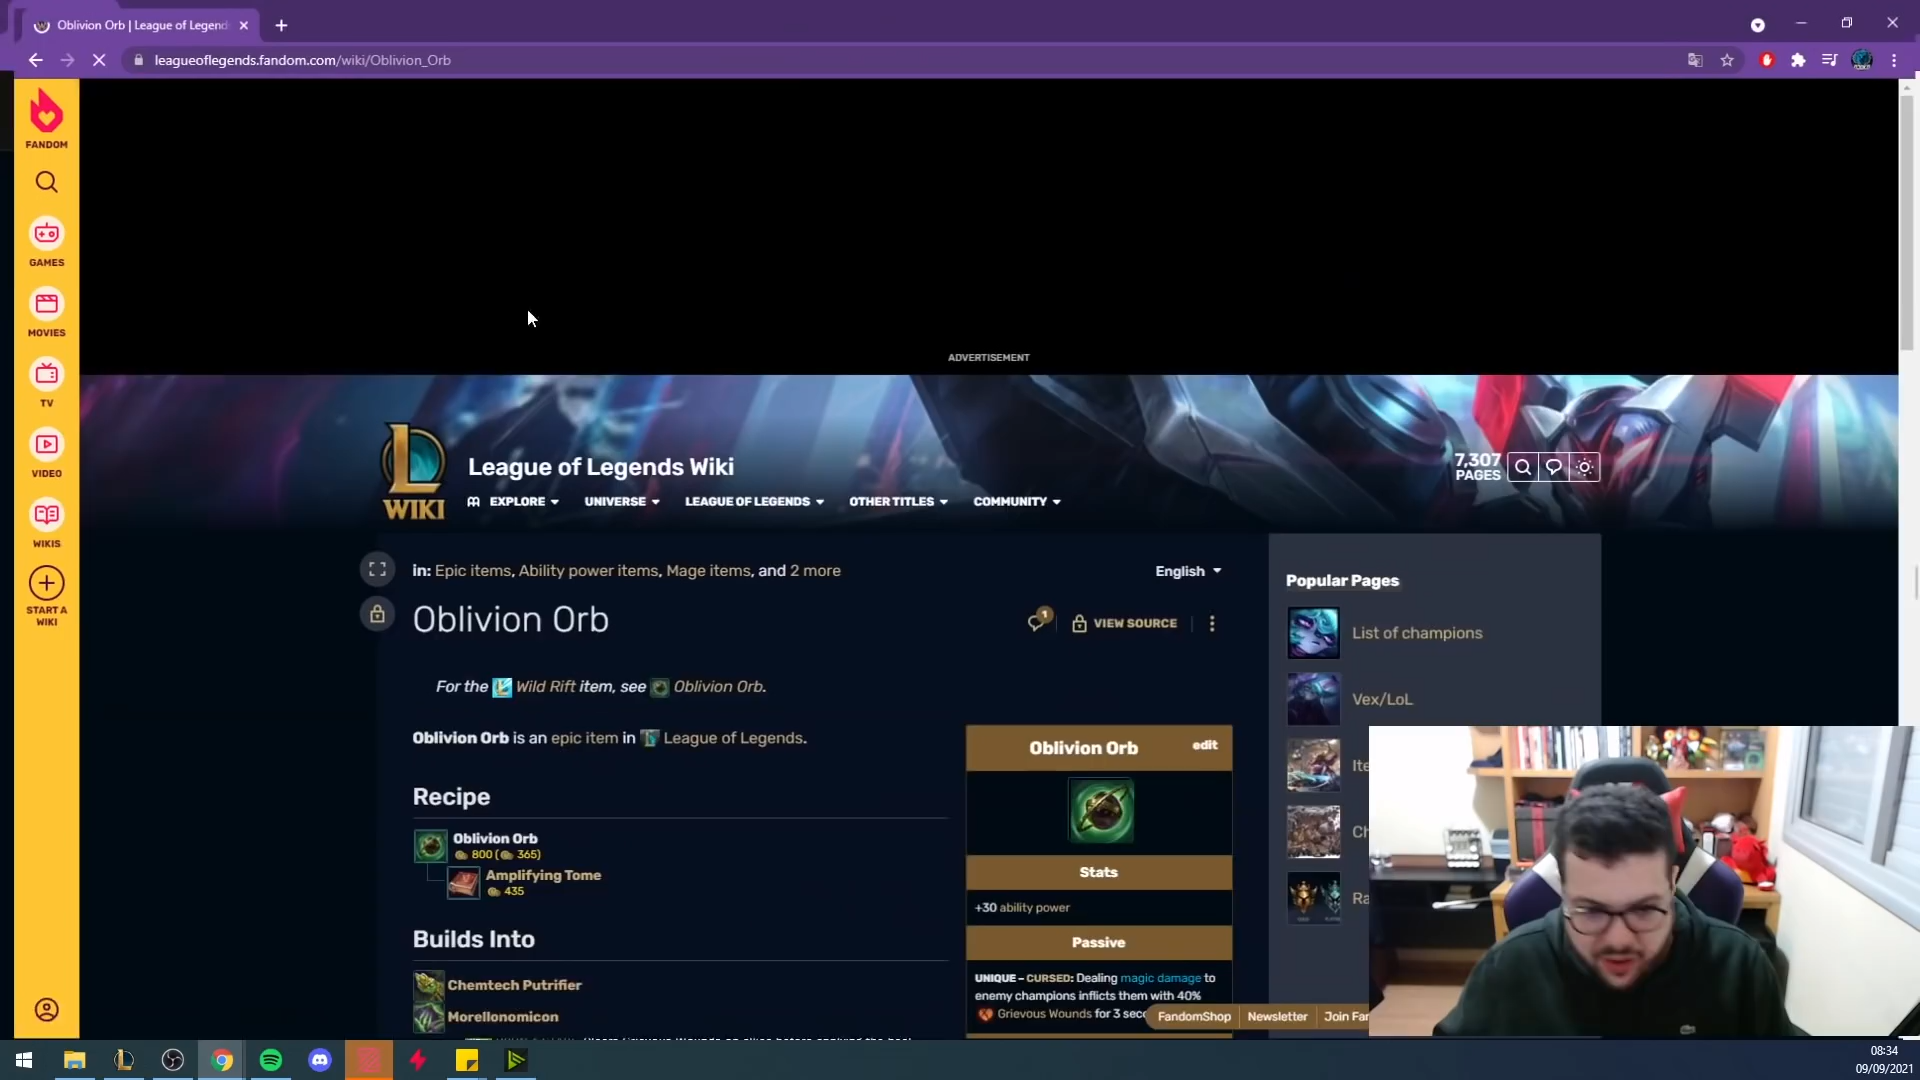 Oblivion Orb | League of Legend
leagueoflegends.fandom.com/wiki/Oblivion_Orb
FANDOM
GAMES
MOVIES
TV
VIDEO
WIKIS
START A
WIKI
ADVERTISEMENT
WIKI
League of Legends Wiki
EXPLORE
UNIVERSE
LEAGUE OF LEGENDS
OTHER TITLES
COMMUNITY
7,307
PAGES
in: Epic items, Ability power items, Mage items, and 2 more
English
Oblivion Orb
1
VIEW SOURCE
For the Wild Rift item, see Oblivion Orb.
Oblivion Orb is an epic item in League of Legends.
Recipe
Oblivion Orb
800 ( 365)
Amplifying Tome
435
Builds Into
Chemtech Putrifier
Morellonomicon
Oblivion Orb
edit
Stats
+30 ability power
Passive
UNIQUE – CURSED: Dealing magic damage to
enemy champions inflicts them with 40%
Grievous Wounds for 3 sec
Popular Pages
List of champions
Vex/LoL
Ite
Ch
Ra
FandomShop
Newsletter
Join Fan
08:34
09/09/2021